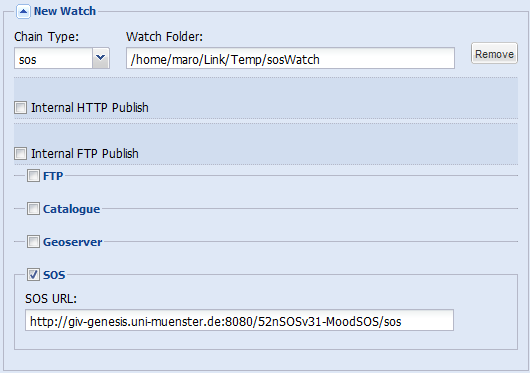 New Watch
Chain Type: Watch Folder:
sos /home/maro/Link/Temp/sosWatch Remove
Internal HTTP Publish
Internal FTP Publish
FTP
Catalogue
Geoserver
SOS
SOS URL:
http://giv-genesis.uni-muenster.de:8080/52nSOSv31-MoodSOS/sos